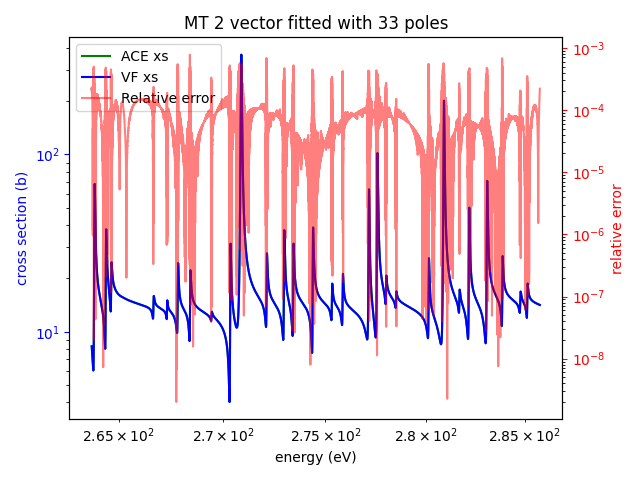 MT 2 vector fitted with 33 poles
ACE xs
VF xs
Relative error
10²
10¹
cross section (b)
10⁻³
10⁻⁴
10⁻⁵
10⁻⁶
10⁻⁷
10⁻⁸
relative error
2.65 × 10² 2.7 × 10² 2.75 × 10² 2.8 × 10² 2.85 × 10²
energy (eV)